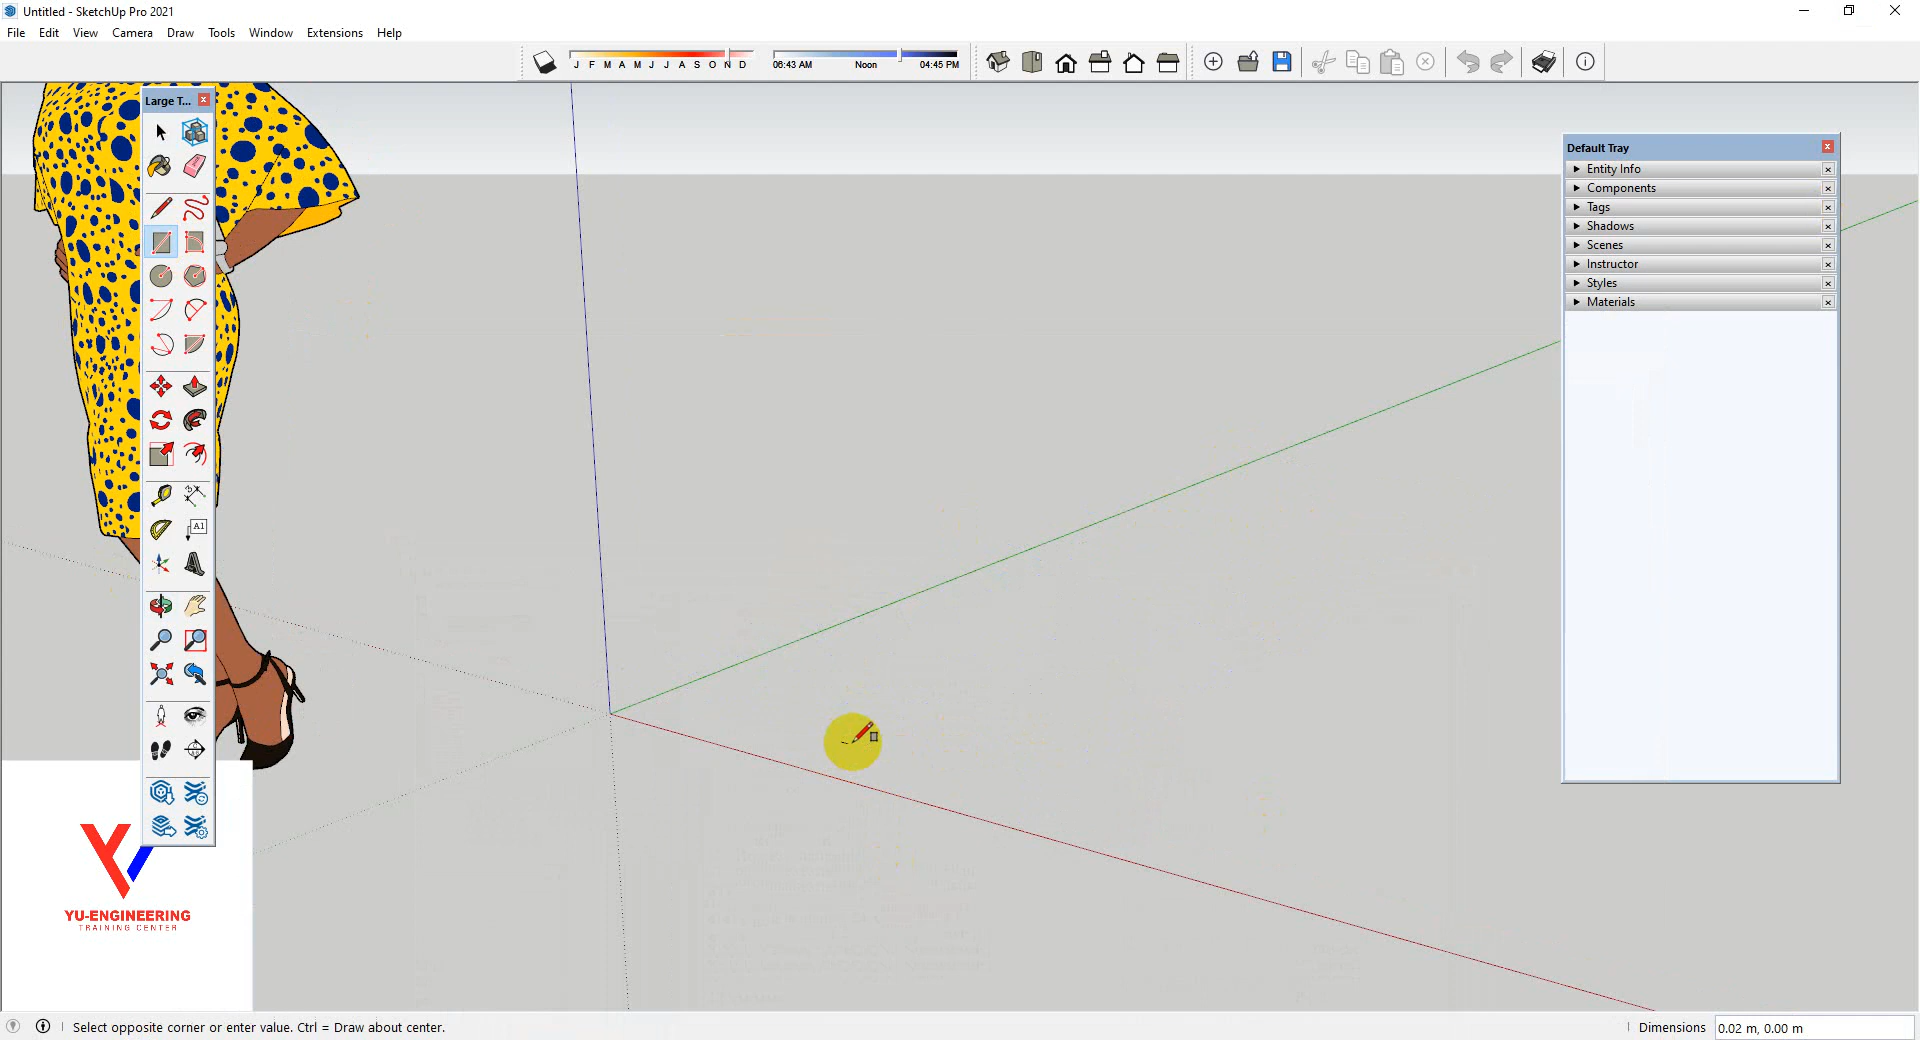 Untitled - SketchUp Pro 2021
File Edit View Camera Draw Tools Window Extensions Help
J F M A M J J A S O N D
06:43 AM Noon 04:45 PM
Large T...
A1
Default Tray
Entity Info
Components
Tags
Shadows
Scenes
Instructor
Styles
Materials
YU-ENGINEERING
TRAINING CENTER
Select opposite corner or enter value. Ctrl = Draw about center.
Dimensions 0.02 m, 0.00 m